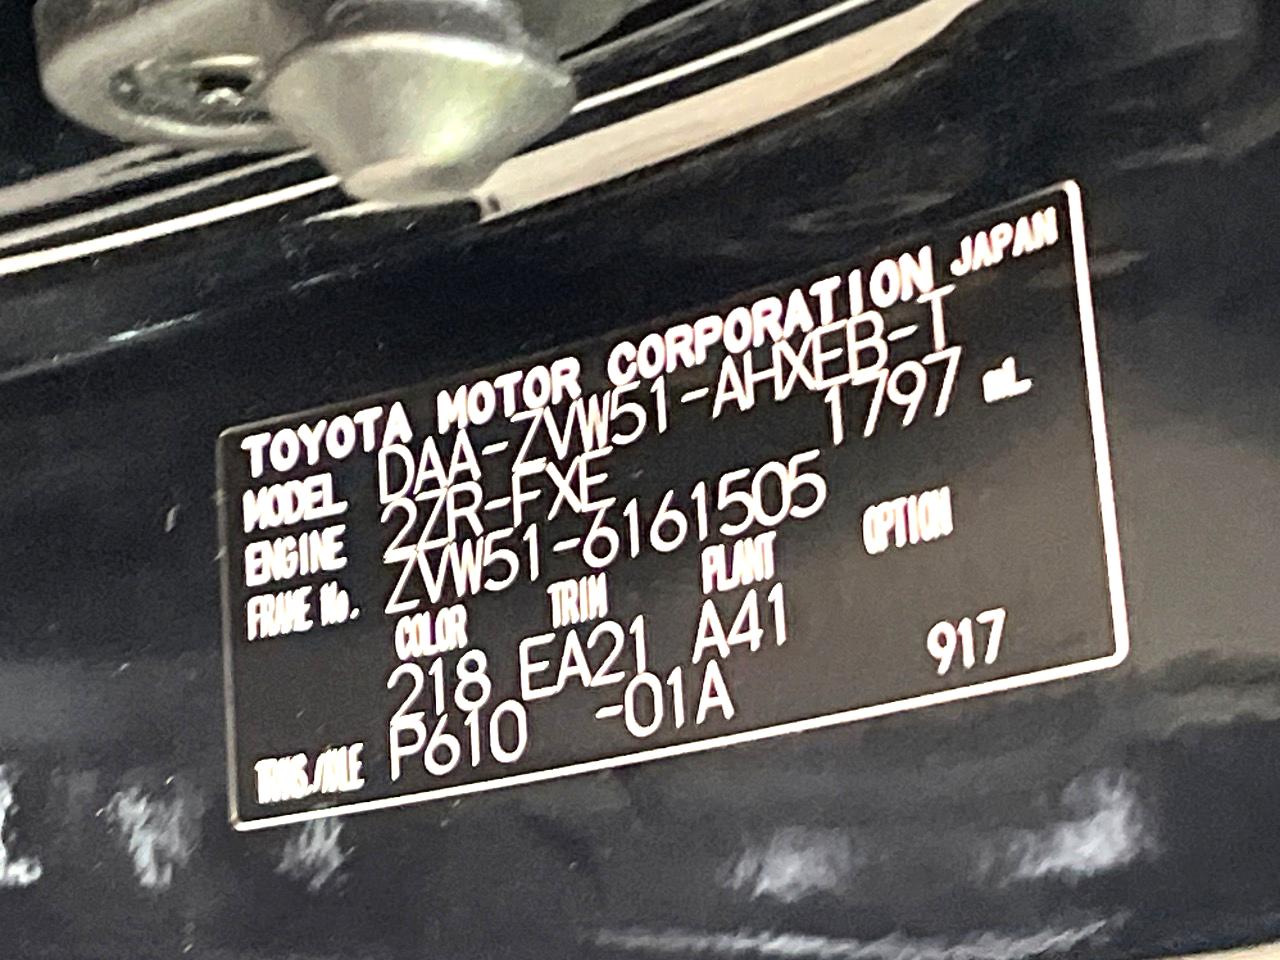 TOYOTA MOTOR CORPORATION JAPAN
MODEL DAA-ZVW51-AHXEB-T
ENGINE 2ZR-FXE 1797 mL
FRAME No. ZVW51-6161505
COLOR TRIM PLANT OPTION
218 EA21 A41
TRANS./AXLE P610 -01A 917